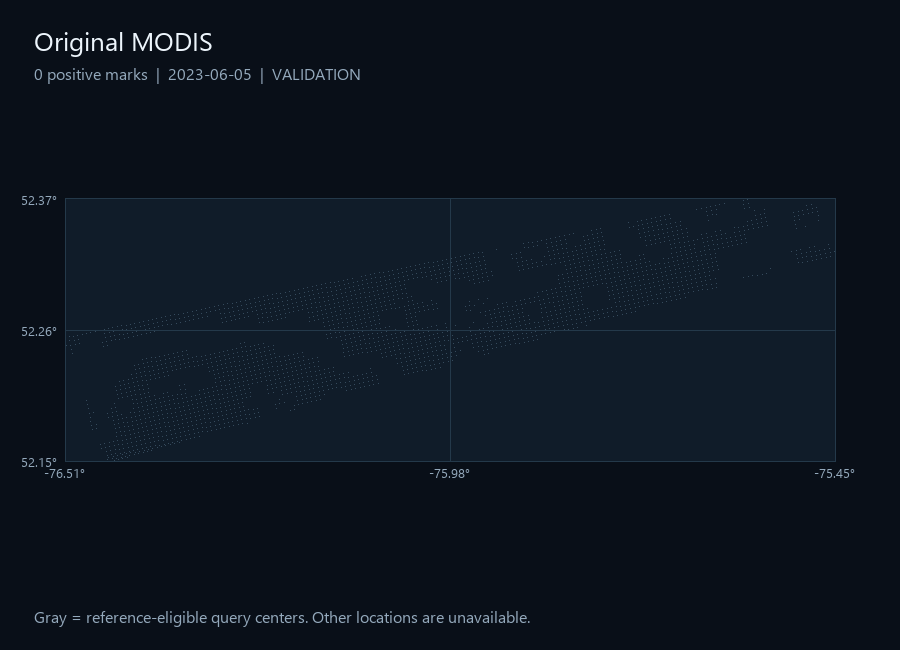 Original MODIS
0 positive marks | 2023-06-05 | VALIDATION
52.37°
52.26°
52.15°
-76.51°
-75.98°
-75.45°
Gray = reference-eligible query centers. Other locations are unavailable.